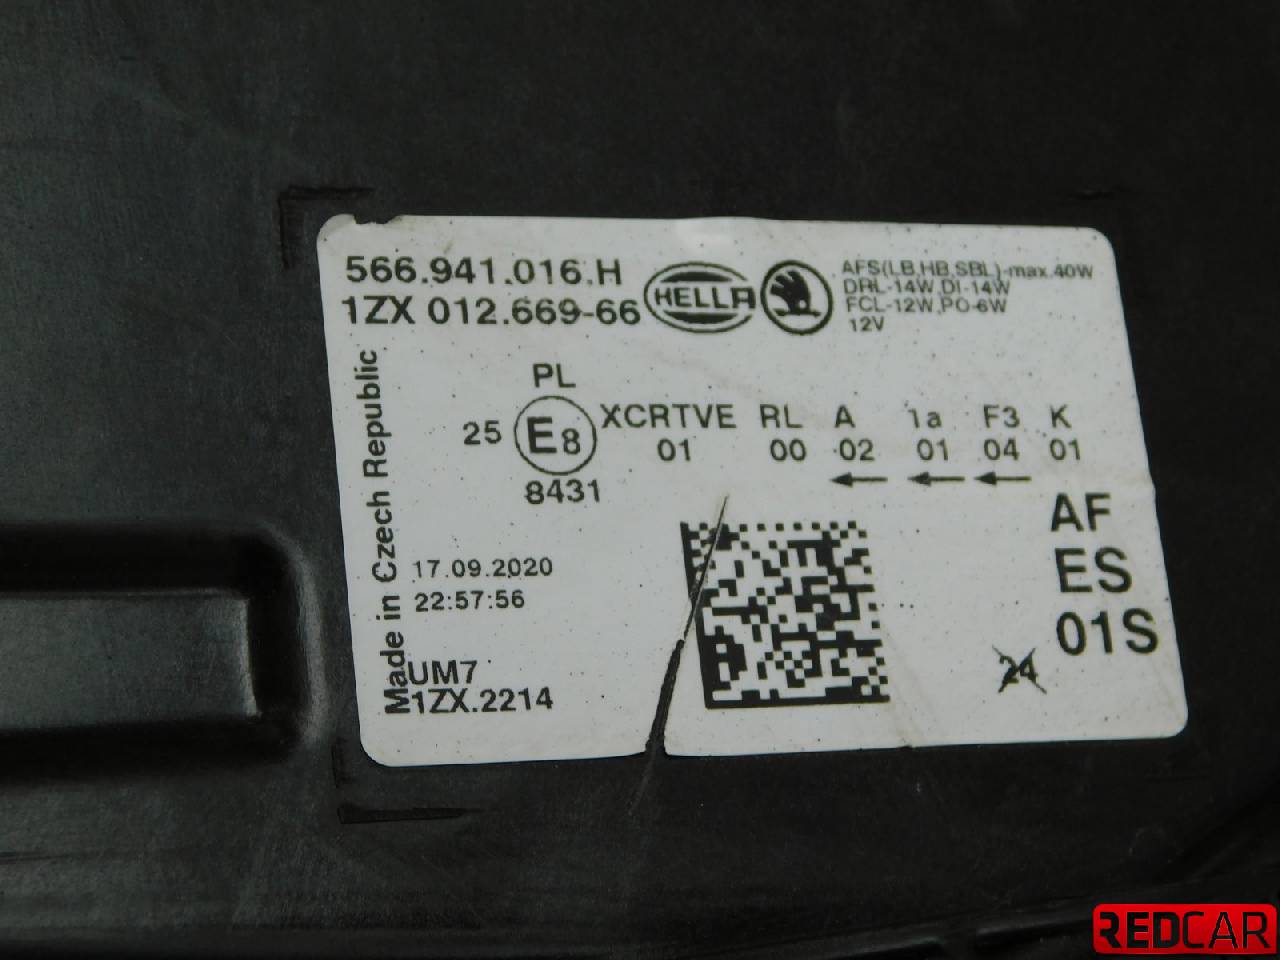 566.941.016.H
1ZX 012.669-66
HELLA
AFS(LB,HB,SBL)-max.40W
DRL-14W,DI-14W
FCL-12W,PO-6W
12V
PL
25 E8 XCRTVE RL A 1a F3 K
01 00 02 01 04 01
8431
Made in Czech Republic
17.09.2020
22:57:56
UM7
1ZX.2214
AF
ES
01S
24
REDCAR